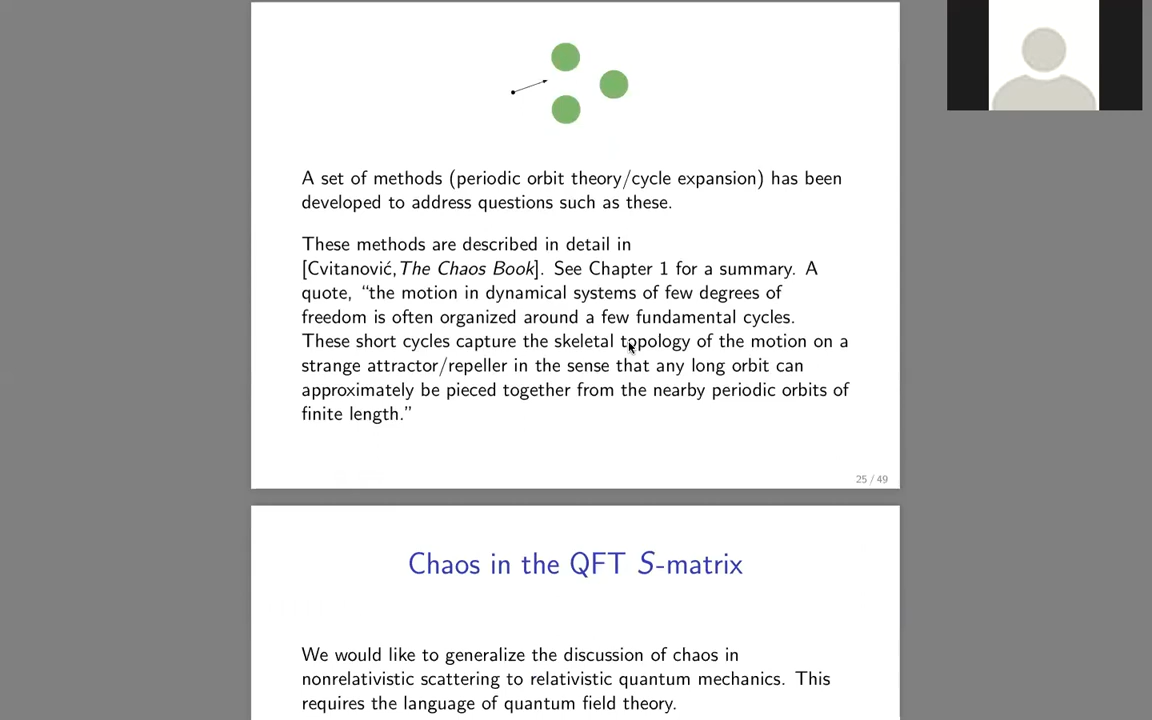 A set of methods (periodic orbit theory/cycle expansion) has been
developed to address questions such as these.
These methods are described in detail in
[Cvitanović, The Chaos Book]. See Chapter 1 for a summary. A
quote, “the motion in dynamical systems of few degrees of
freedom is often organized around a few fundamental cycles.
These short cycles capture the skeletal topology of the motion on a
strange attractor/repeller in the sense that any long orbit can
approximately be pieced together from the nearby periodic orbits of
finite length.”
25 / 49
Chaos in the QFT S-matrix
We would like to generalize the discussion of chaos in
nonrelativistic scattering to relativistic quantum mechanics. This
requires the language of quantum field theory.